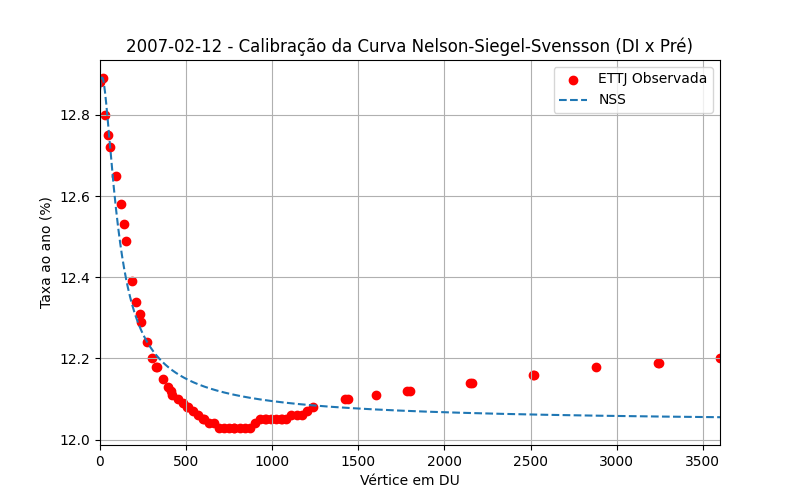 2007-02-12 - Calibração da Curva Nelson-Siegel-Svensson (DI x Pré)
ETTJ Observada
NSS
Taxa ao ano (%)
12.8
12.6
12.4
12.2
12.0
0 500 1000 1500 2000 2500 3000 3500
Vértice em DU